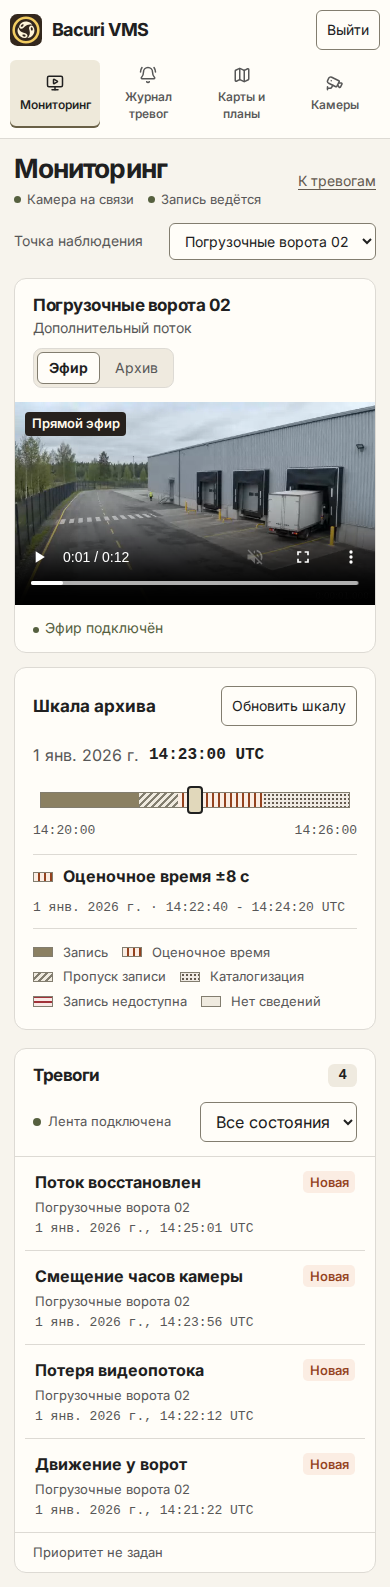 Bacuri VMS
Выйти
Мониторинг
Журнал тревог
Карты и планы
Камеры
Мониторинг
К тревогам
Камера на связи
Запись ведётся
Точка наблюдения
Погрузочные ворота 02
Погрузочные ворота 02
Дополнительный поток
Эфир
Архив
Прямой эфир
0:01 / 0:12
Эфир подключён
Шкала архива
Обновить шкалу
1 янв. 2026 г. 14:23:00 UTC
14:20:00
14:26:00
Оценочное время ±8 с
1 янв. 2026 г. · 14:22:40 - 14:24:20 UTC
Запись
Оценочное время
Пропуск записи
Каталогизация
Запись недоступна
Нет сведений
Тревоги
4
Лента подключена
Все состояния
Поток восстановлен
Новая
Погрузочные ворота 02
1 янв. 2026 г., 14:25:01 UTC
Смещение часов камеры
Новая
Погрузочные ворота 02
1 янв. 2026 г., 14:23:56 UTC
Потеря видеопотока
Новая
Погрузочные ворота 02
1 янв. 2026 г., 14:22:12 UTC
Движение у ворот
Новая
Погрузочные ворота 02
1 янв. 2026 г., 14:21:22 UTC
Приоритет не задан